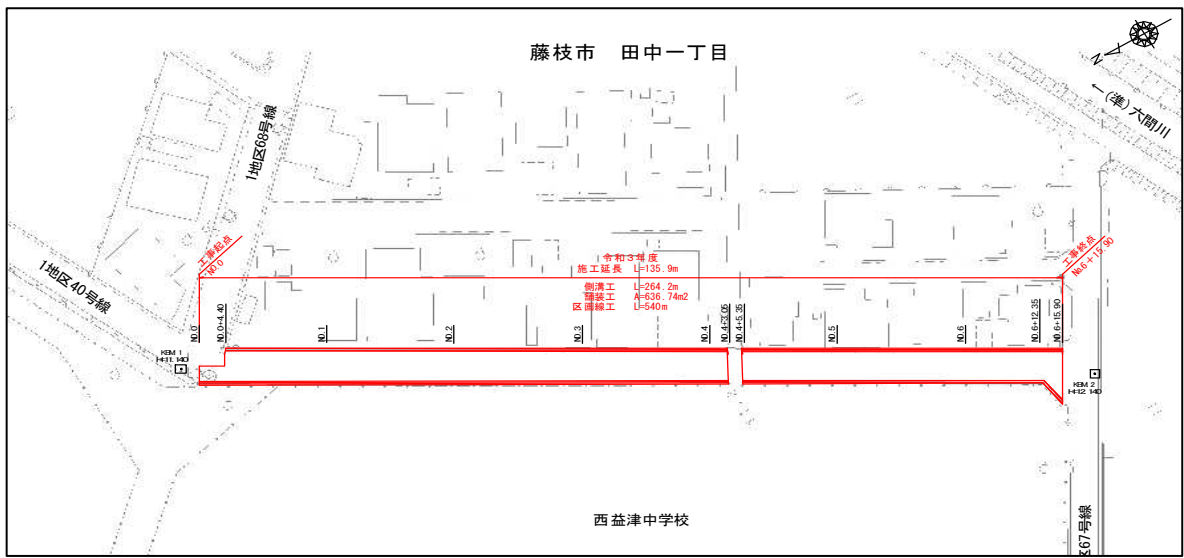 藤枝市 田中一丁目
N
←(準)六間川
1地区68号線
1地区40号線
工事起点
NO.0
工事終点
No.6+15.90
令和3年度
施工延長 L=135.9m
側溝工 L=264.2m
舗装工 A=636.74m2
区画線工 L=540m
NO.0
NO.0+4.40
NO.1
NO.2
NO.3
NO.4
NO.4+3.05
NO.4+5.35
NO.5
NO.6
NO.6+12.35
NO.6+15.90
KBM 1
H=11.140
KBM 2
H=12.140
西益津中学校
区67号線